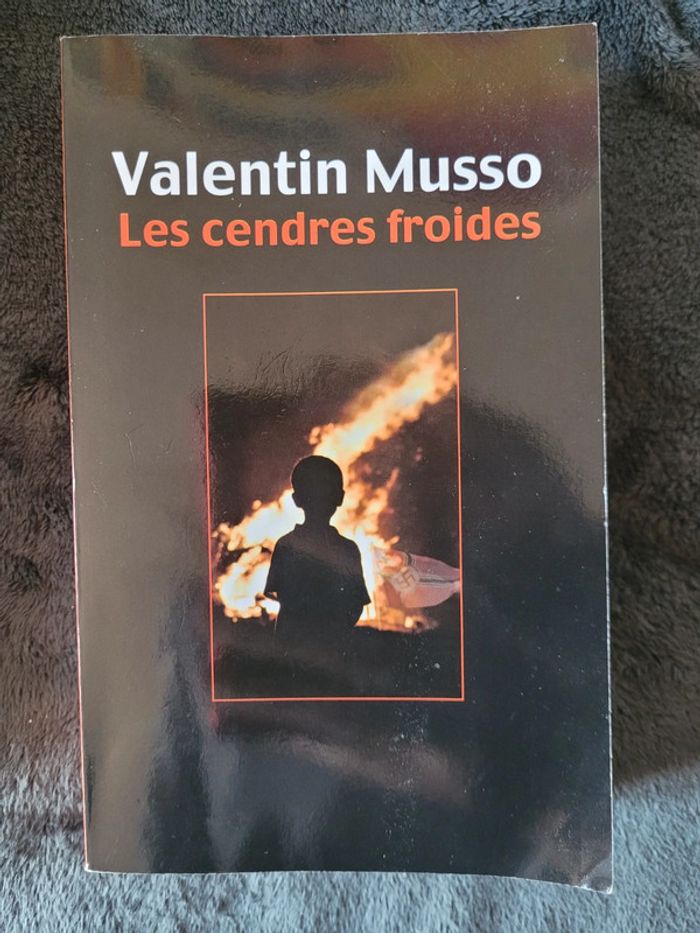 Valentin Musso
Les cendres froides